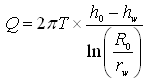 Q = 2πT × (h₀ − h_w) / ln(R₀ / r_w)